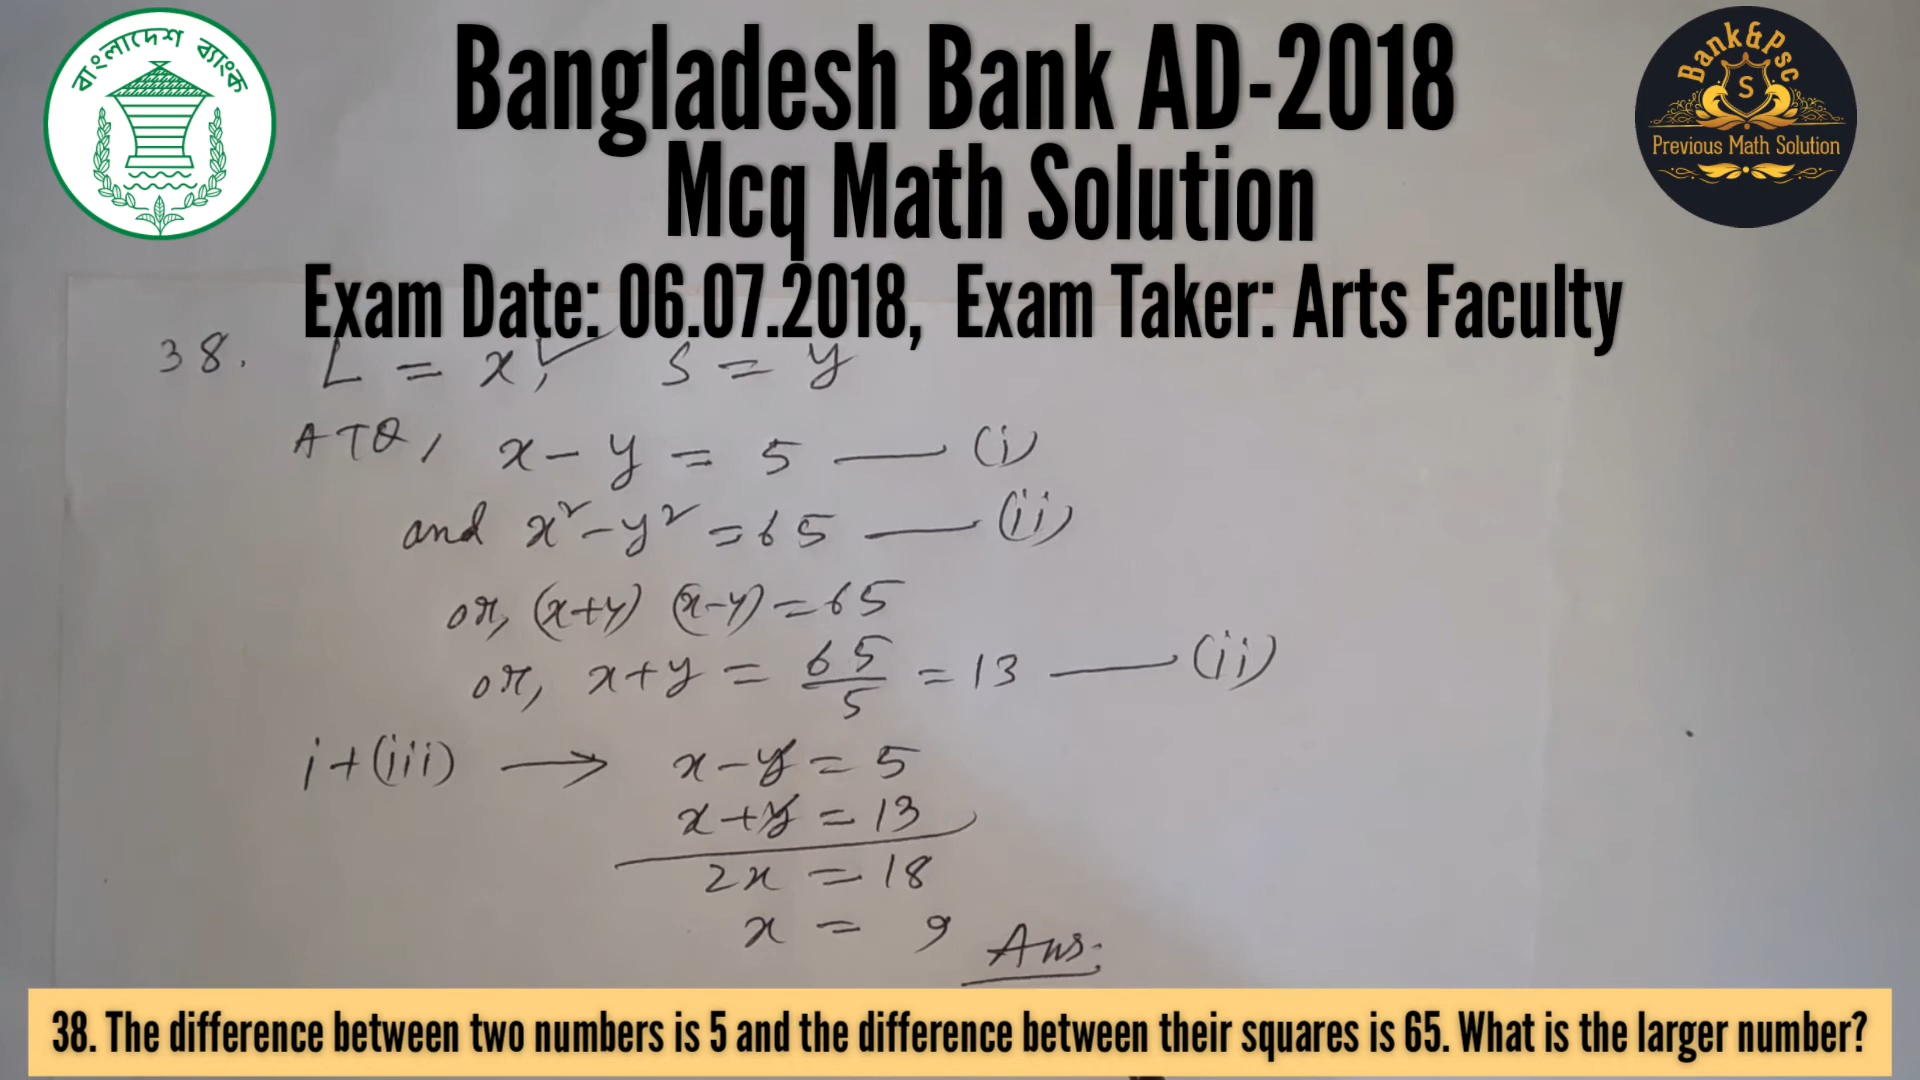 বাংলাদেশ ব্যাংক
Bangladesh Bank AD-2018
Mcq Math Solution
Exam Date: 06.07.2018, Exam Taker: Arts Faculty
Bank&Psc
S
Previous Math Solution
38. L = x, S = y
ATQ, x - y = 5 — (i)
and x² - y² = 65 — (ii)
or, (x+y) (x-y) = 65
or, x+y = 65/5 = 13 — (ii)
i + (iii) → x - y = 5
x + y = 13
2x = 18
x = 9 Ans:
38. The difference between two numbers is 5 and the difference between their squares is 65. What is the larger number?